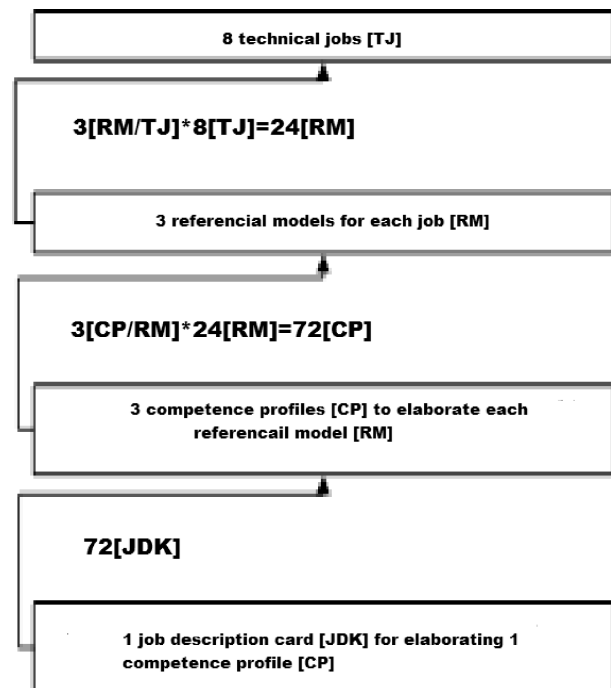 8 technical jobs [TJ]
3[RM/TJ]*8[TJ]=24[RM]
3 referencial models for each job [RM]
3[CP/RM]*24[RM]=72[CP]
3 competence profiles [CP] to elaborate each
referencail model [RM]
72[JDK]
1 job description card [JDK] for elaborating 1
competence profile [CP]